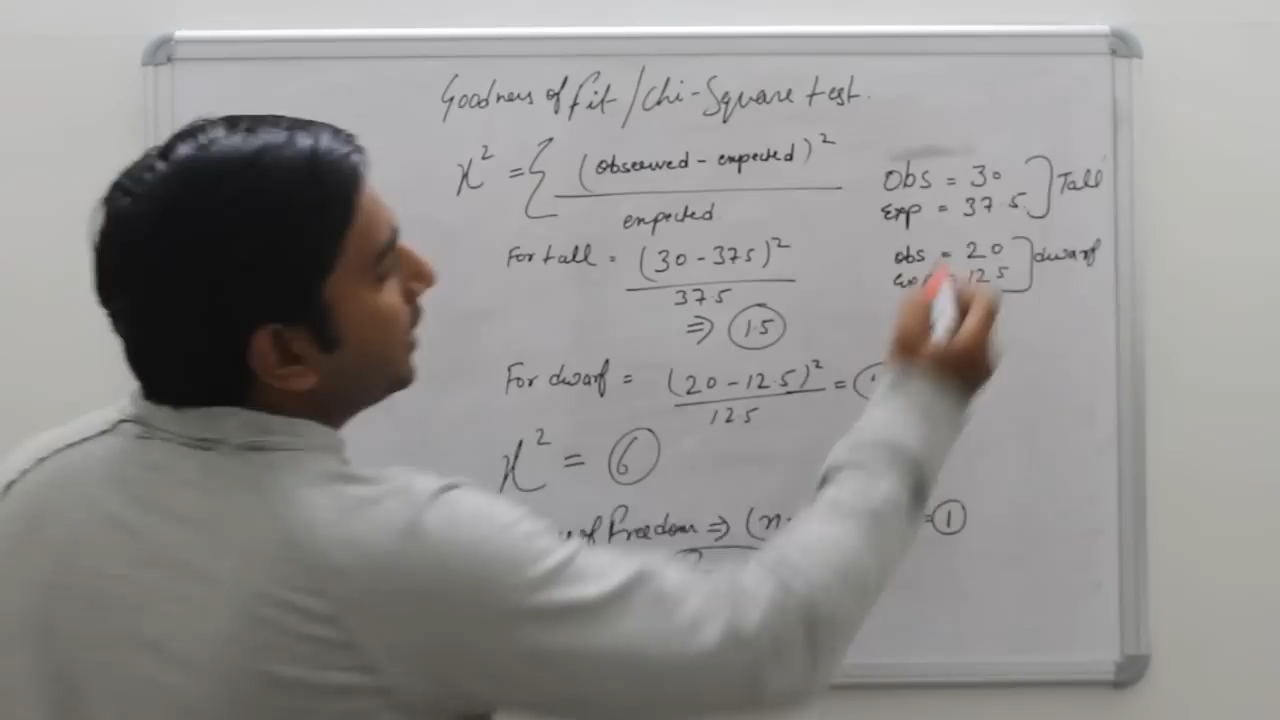 Goodness of fit / Chi-Square test.
χ² = { (observed - expected)²
expected
For tall = (30 - 37.5)²
37.5
⇒ 1.5
For dwarf = (20 - 12.5)² =
12.5
χ² = 6
of Freedom ⇒ (n- = 1
Obs = 30
Exp = 37.5
Tall
obs = 20
12.5
dwarf